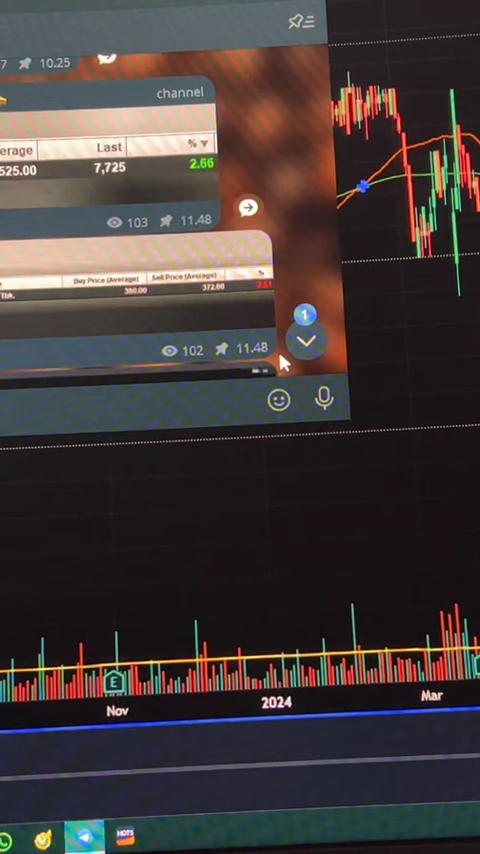 7 10.25
channel
erage Last %
525.00 7,725 2.66
103 11.48
Buy Price (Average) Sell Price (Average) %
380.00 372.00
1
102 11.48
E
Nov 2024 Mar
HOTS